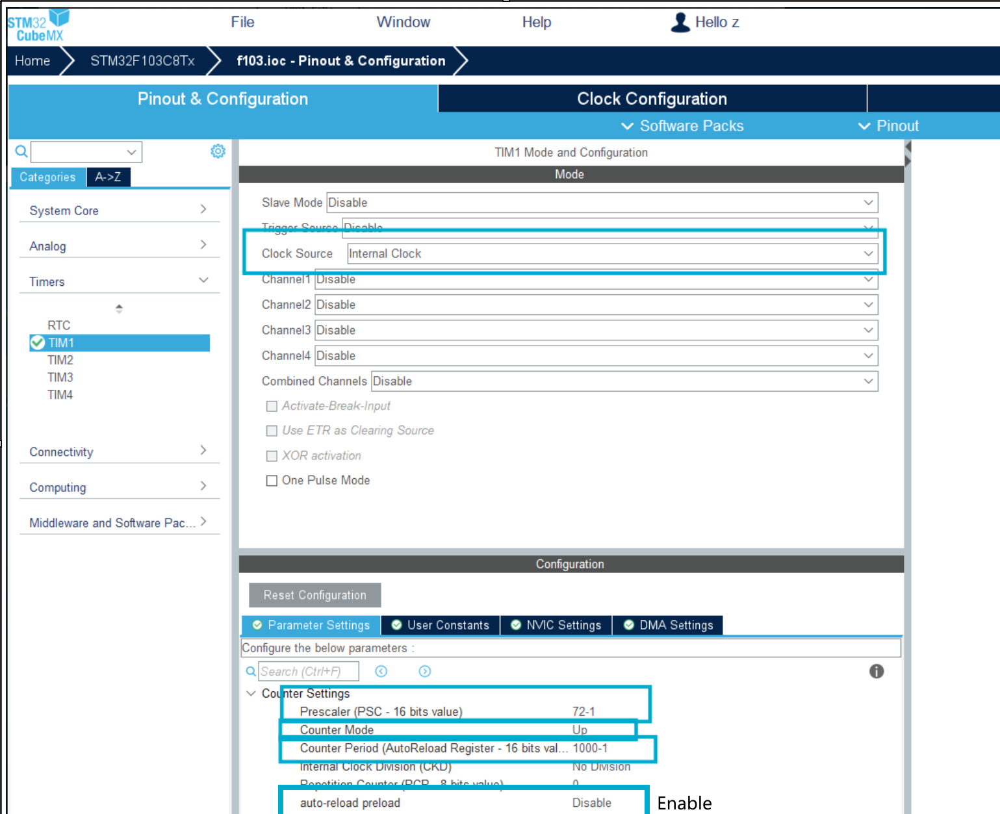 STM32
CubeMX
File Window Help Hello z
Home STM32F103C8Tx f103.ioc - Pinout & Configuration
Pinout & Configuration Clock Configuration
Software Packs Pinout
Categories A->Z
System Core
Analog
Timers
RTC
TIM1
TIM2
TIM3
TIM4
Connectivity
Computing
Middleware and Software Pac...
TIM1 Mode and Configuration
Mode
Slave Mode Disable
Trigger Source Disable
Clock Source Internal Clock
Channel1 Disable
Channel2 Disable
Channel3 Disable
Channel4 Disable
Combined Channels Disable
Activate-Break-Input
Use ETR as Clearing Source
XOR activation
One Pulse Mode
Configuration
Reset Configuration
Parameter Settings User Constants NVIC Settings DMA Settings
Configure the below parameters :
Search (Ctrl+F)
Counter Settings
Prescaler (PSC - 16 bits value) 72-1
Counter Mode Up
Counter Period (AutoReload Register - 16 bits val... 1000-1
Internal Clock Division (CKD) No Division
Repetition Counter (RCR - 8 bits value) 0
auto-reload preload Disable Enable